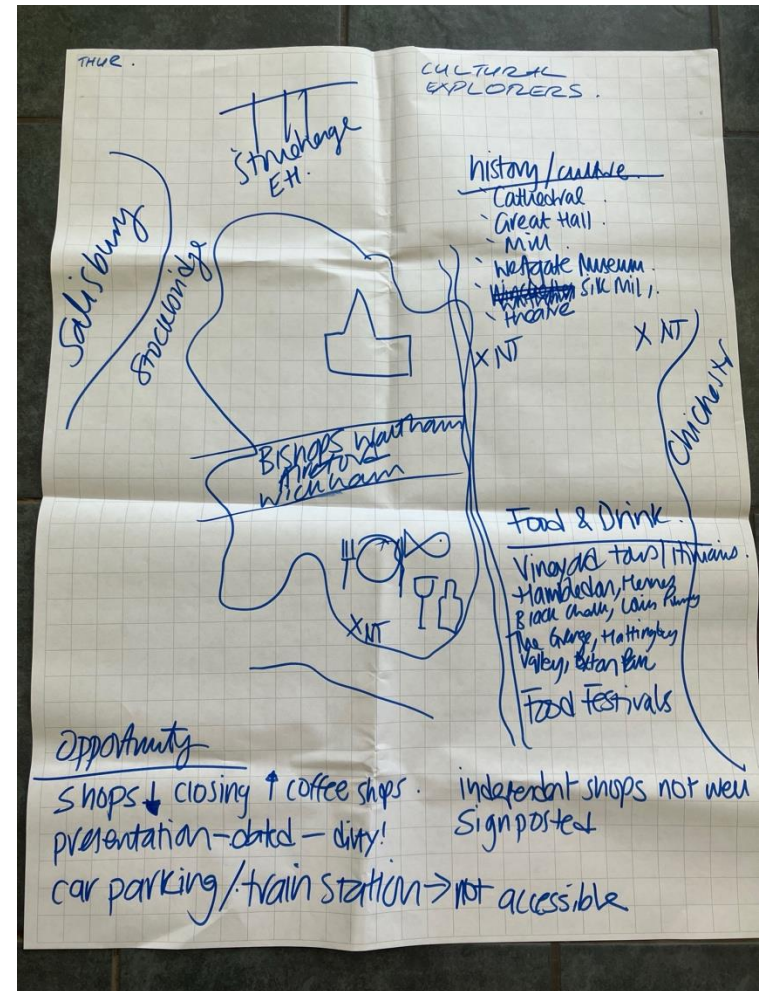 THUR.
CULTURAL
EXPLORERS.
Stonehenge
EH.
Salisbury
Stockbridge
history/culture
Cathedral
Great Hall
Mill
Westgate Museum
Silk Mill,
theatre
X NT
X NT
Chichester
Bishops Waltham
Alresford
Wickham
X NT
Food & Drink.
Vineyard tours/
Hambledon,
Black Chalk, Louis
The Grange, Hattingley
Valley, Exton Park
Food Festivals
Opportunity
Shops ↓ closing ↑ coffee shops.
presentation-dated-dirty!
car parking/train station → not accessible
independent shops not well
Signposted